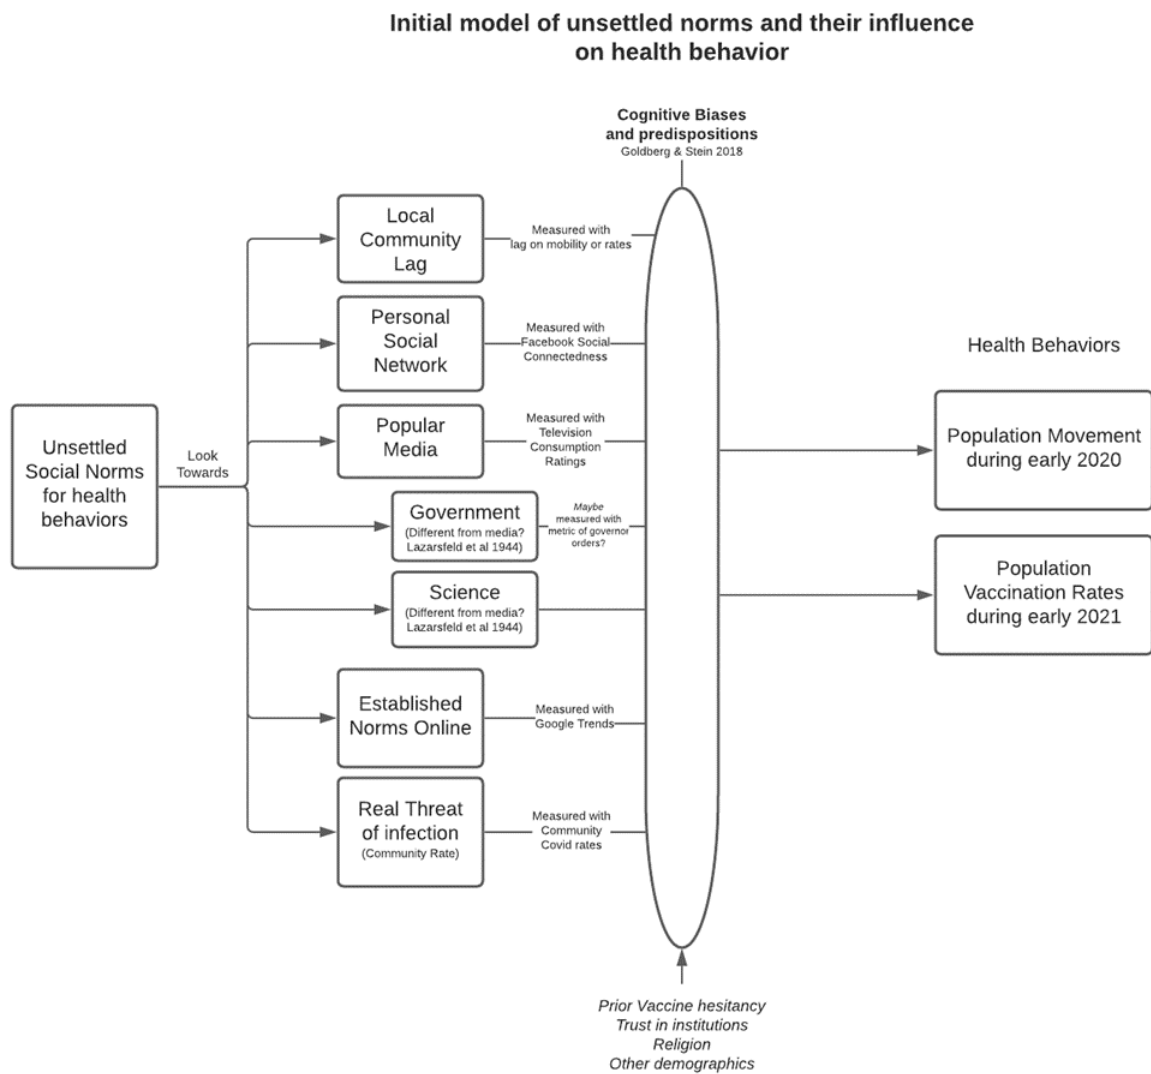 Initial model of unsettled norms and their influence
on health behavior
Cognitive Biases
and predispositions
Goldberg & Stein 2018
Unsettled
Social Norms
for health
behaviors
Look
Towards
Local
Community
Lag
Measured with
lag on mobility or rates
Personal
Social
Network
Measured with
Facebook Social
Connectedness
Popular
Media
Measured with
Television
Consumption
Ratings
Government
(Different from media?
Lazarsfeld et al 1944)
Maybe
measured with
metric of governor
orders?
Science
(Different from media?
Lazarsfeld et al 1944)
Established
Norms Online
Measured with
Google Trends
Real Threat
of infection
(Community Rate)
Measured with
Community
Covid rates
Health Behaviors
Population Movement
during early 2020
Population
Vaccination Rates
during early 2021
Prior Vaccine hesitancy
Trust in institutions
Religion
Other demographics